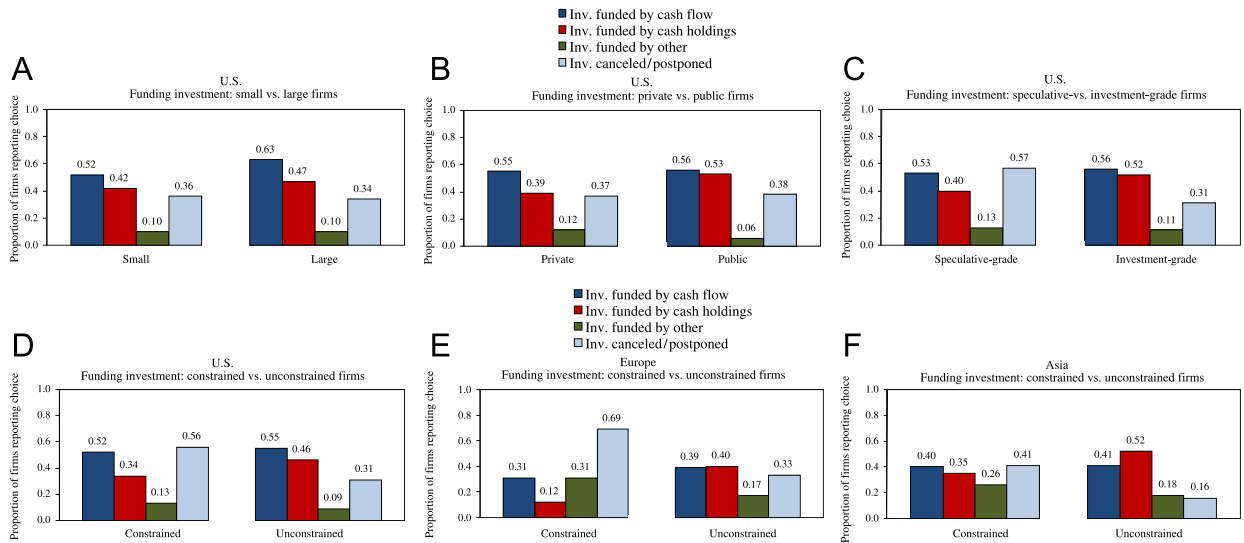 Inv. funded by cash flow
Inv. funded by cash holdings
Inv. funded by other
Inv. canceled/postponed
A
U.S.
Funding investment: small vs. large firms
Proportion of firms reporting choice
1.0
0.8
0.6
0.4
0.2
0.0
0.52
0.42
0.10
0.36
0.63
0.47
0.10
0.34
Small
Large
B
U.S.
Funding investment: private vs. public firms
Proportion of firms reporting choice
1.0
0.8
0.6
0.4
0.2
0.0
0.55
0.39
0.12
0.37
0.56
0.53
0.06
0.38
Private
Public
C
U.S.
Funding investment: speculative-vs. investment-grade firms
Proportion of firms reporting choice
1.0
0.8
0.6
0.4
0.2
0.0
0.53
0.40
0.13
0.57
0.56
0.52
0.11
0.31
Speculative-grade
Investment-grade
Inv. funded by cash flow
Inv. funded by cash holdings
Inv. funded by other
Inv. canceled/postponed
D
U.S.
Funding investment: constrained vs. unconstrained firms
Proportion of firms reporting choice
1.0
0.8
0.6
0.4
0.2
0.0
0.52
0.34
0.13
0.56
0.55
0.46
0.09
0.31
Constrained
Unconstrained
E
Europe
Funding investment: constrained vs. unconstrained firms
Proportion of firms reporting choice
1.0
0.8
0.6
0.4
0.2
0.0
0.31
0.12
0.31
0.69
0.39
0.40
0.17
0.33
Constrained
Unconstrained
F
Asia
Funding investment: constrained vs. unconstrained firms
Proportion of firms reporting choice
1.0
0.8
0.6
0.4
0.2
0.0
0.40
0.35
0.26
0.41
0.41
0.52
0.18
0.16
Constrained
Unconstrained